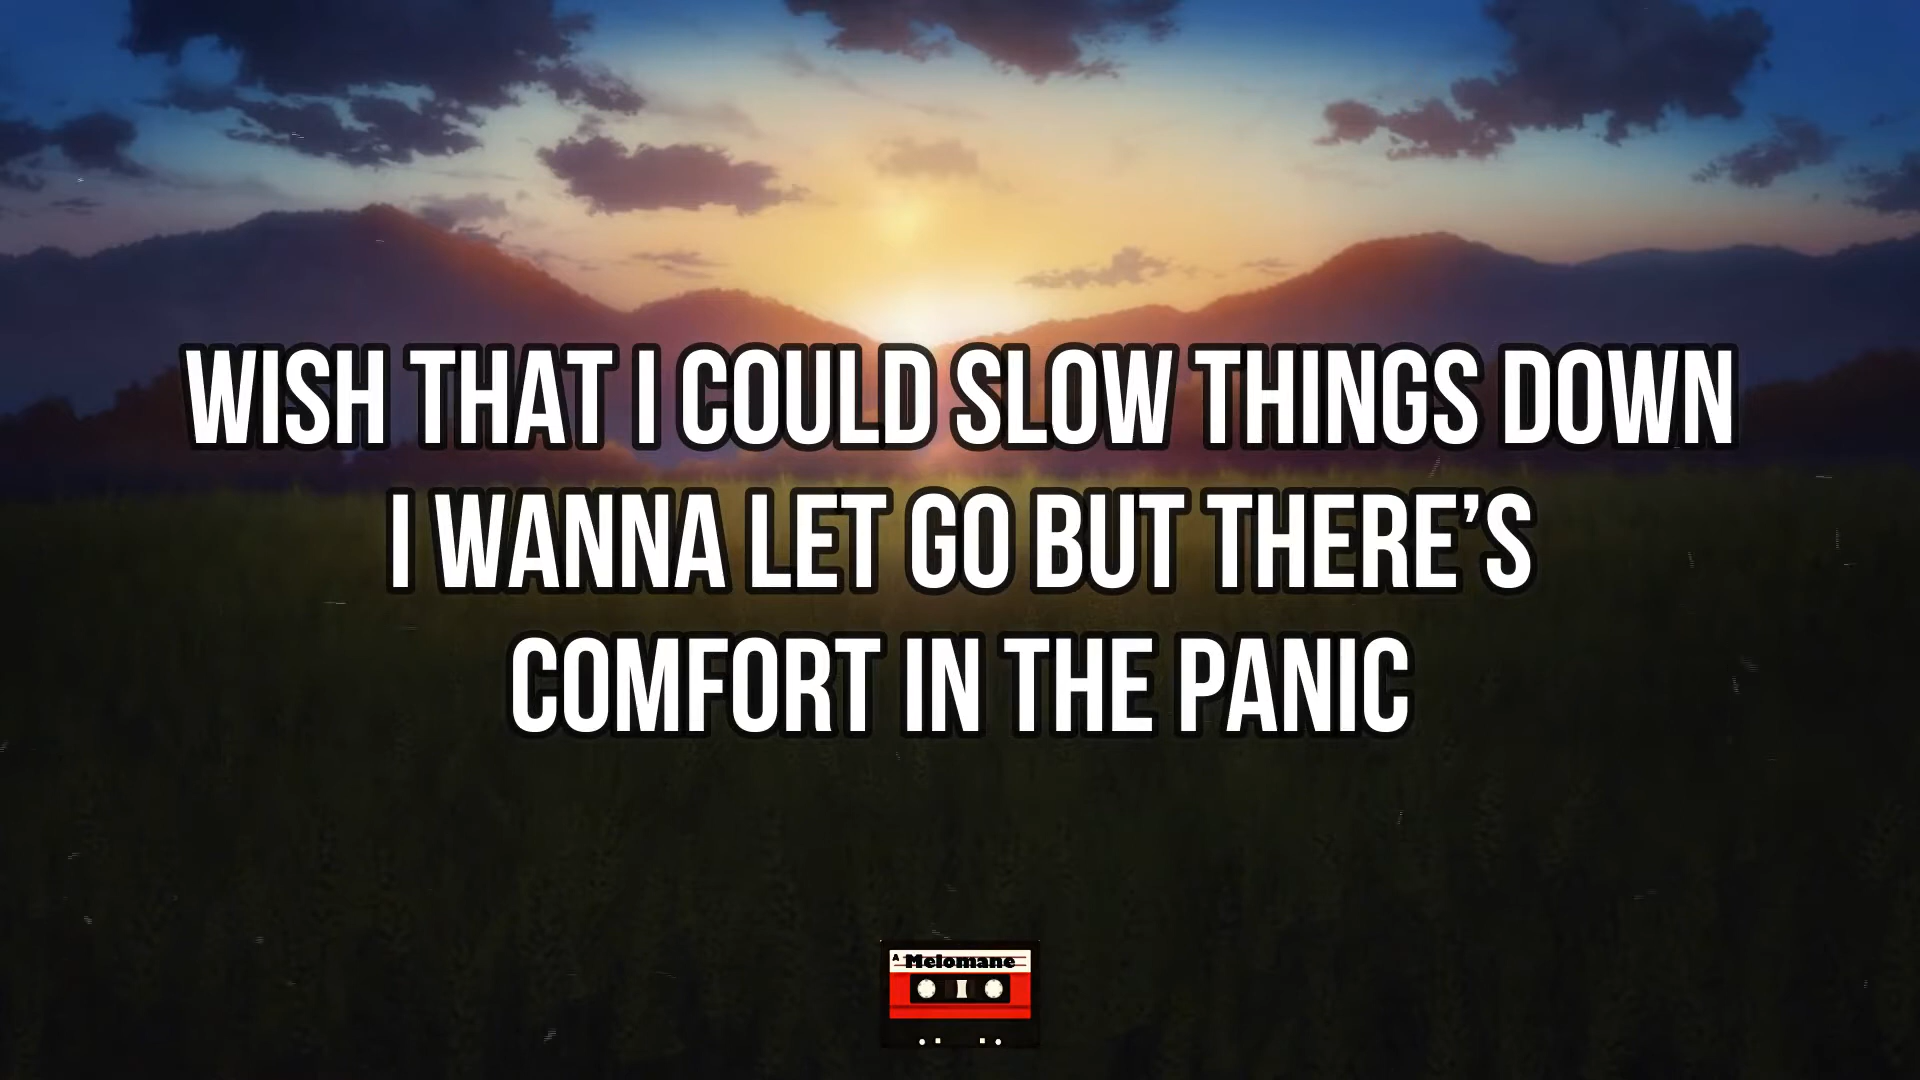 WISH THAT I COULD SLOW THINGS DOWN
I WANNA LET GO BUT THERE’S
COMFORT IN THE PANIC
A Melomane